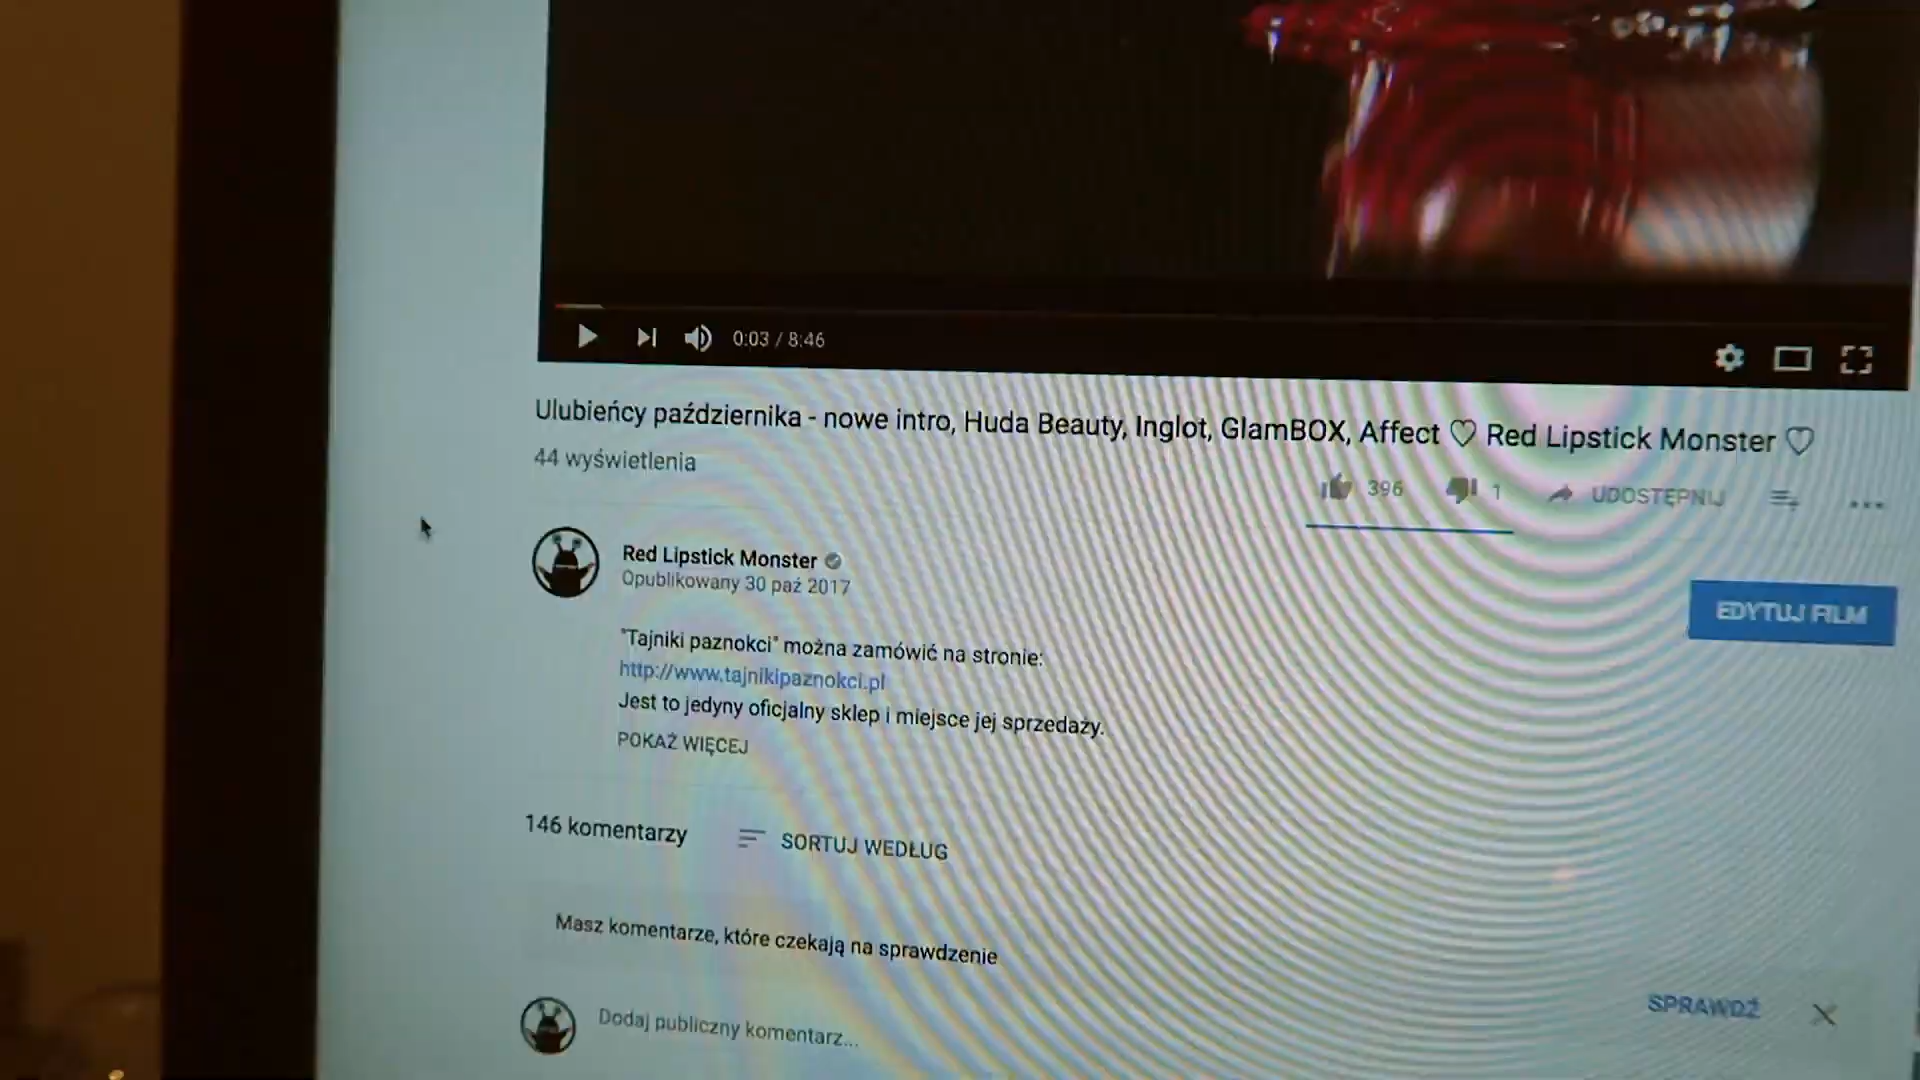 0:03 / 8:46
Ulubieńcy października - nowe intro, Huda Beauty, Inglot, GlamBOX, Affect ♡ Red Lipstick Monster ♡
44 wyświetlenia
396
1
UDOSTĘPNIJ
Red Lipstick Monster
Opublikowany 30 paź 2017
EDYTUJ FILM
"Tajniki paznokci" można zamówić na stronie:
http://www.tajnikipaznokci.pl
Jest to jedyny oficjalny sklep i miejsce jej sprzedaży.
POKAŻ WIĘCEJ
146 komentarzy
SORTUJ WEDŁUG
Masz komentarze, które czekają na sprawdzenie
SPRAWDŹ
Dodaj publiczny komentarz...